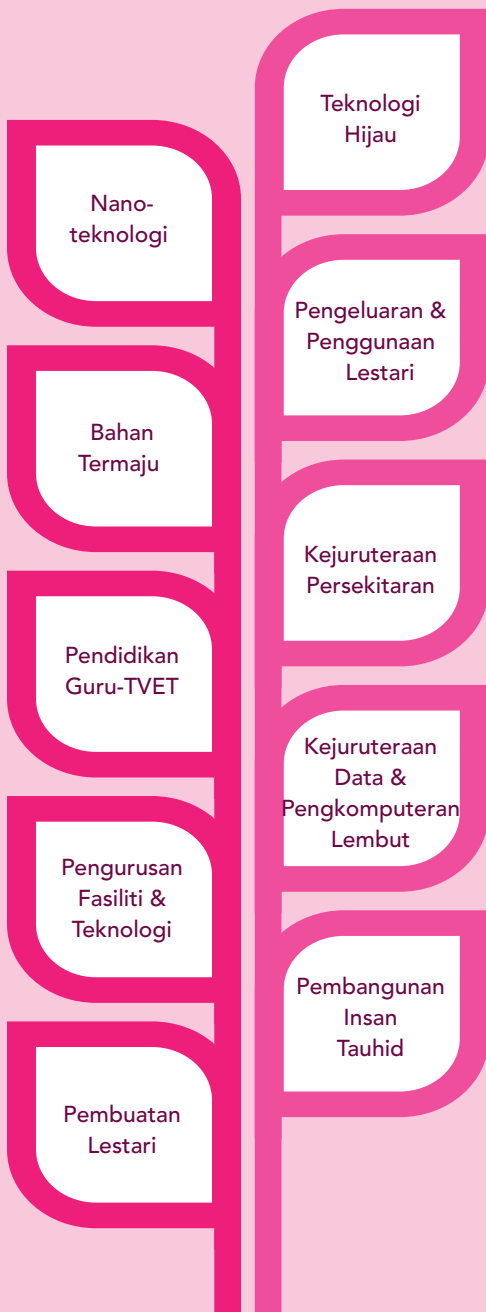 Nano-
teknologi
Bahan
Termaju
Pendidikan
Guru-TVET
Pengurusan
Fasiliti &
Teknologi
Pembuatan
Lestari
Teknologi
Hijau
Pengeluaran &
Penggunaan
Lestari
Kejuruteraan
Persekitaran
Kejuruteraan
Data &
Pengkomputeran
Lembut
Pembangunan
Insan
Tauhid